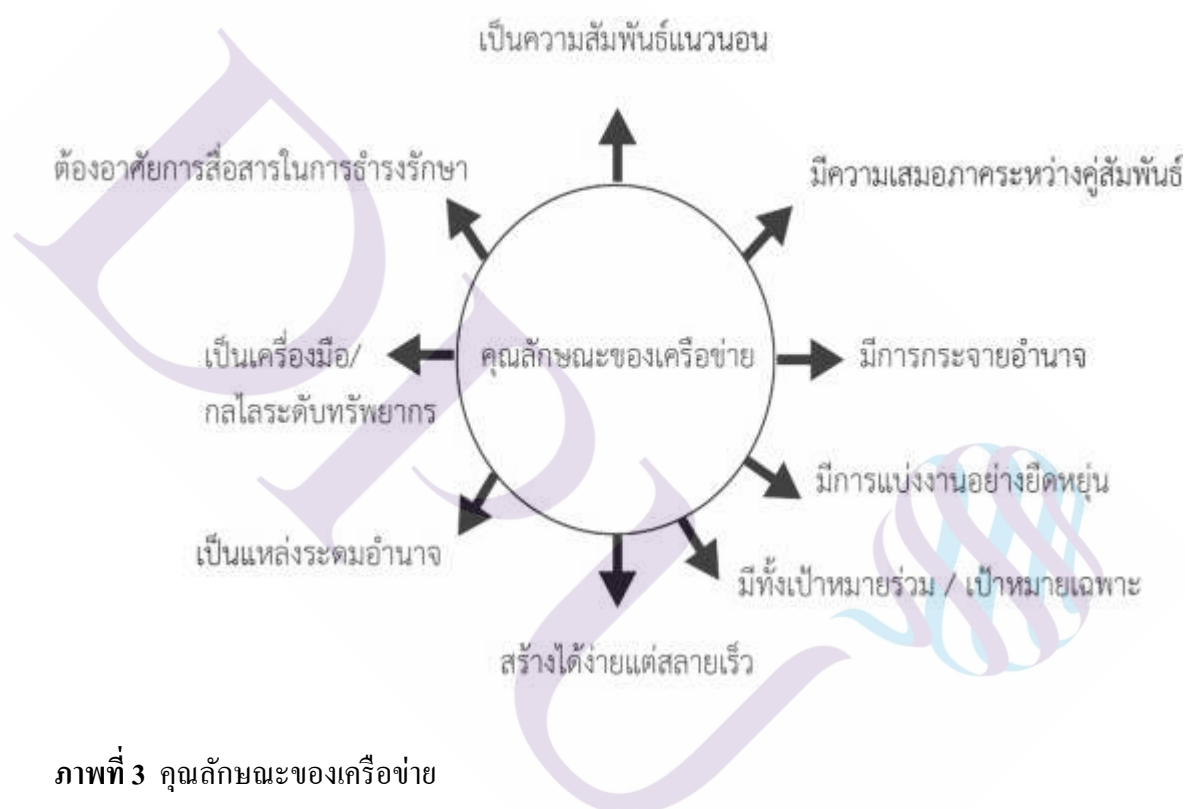 เป็นความสัมพันธ์แนวนอน
ต้องอาศัยการสื่อสารในการธำรงรักษา
มีความเสมอภาคระหว่างคู่สัมพันธ์
เป็นเครื่องมือ/
กลไลระดับทรัพยากร
คุณลักษณะของเครือข่าย
มีการกระจายอำนาจ
มีการแบ่งงานอย่างยืดหยุ่น
เป็นแหล่งระดมอำนาจ
มีทั้งเป้าหมายร่วม / เป้าหมายเฉพาะ
สร้างได้ง่ายแต่สลายเร็ว
ภาพที่ 3 คุณลักษณะของเครือข่าย
DPU